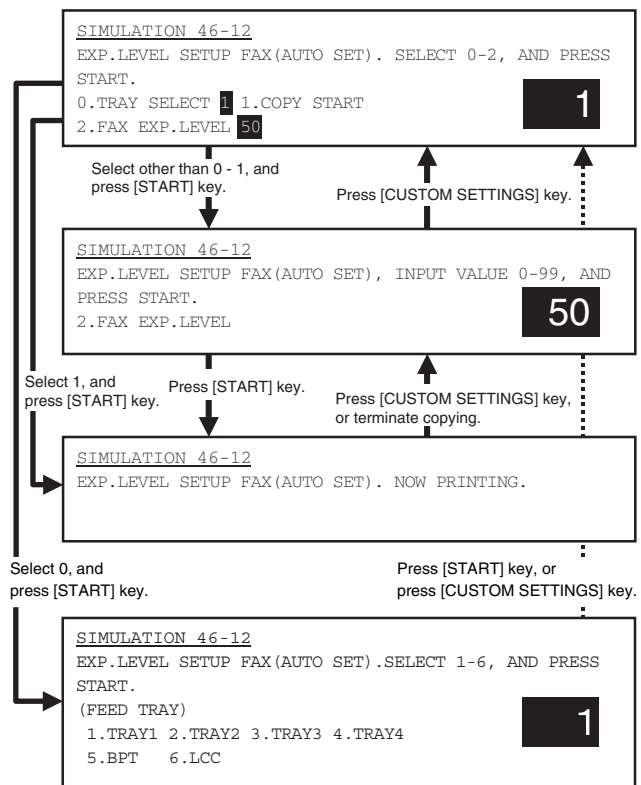 SIMULATION 46-12
EXP.LEVEL SETUP FAX(AUTO SET). SELECT 0-2, AND PRESS
START.
0.TRAY SELECT 1 1.COPY START
2.FAX EXP.LEVEL 50
1
Select other than 0 - 1, and
press [START] key.
Press [CUSTOM SETTINGS] key.
SIMULATION 46-12
EXP.LEVEL SETUP FAX(AUTO SET), INPUT VALUE 0-99, AND
PRESS START.
2.FAX EXP.LEVEL
50
Select 1, and
press [START] key.
Press [START] key.
Press [CUSTOM SETTINGS] key,
or terminate copying.
SIMULATION 46-12
EXP.LEVEL SETUP FAX(AUTO SET). NOW PRINTING.
Select 0, and
press [START] key.
Press [START] key, or
press [CUSTOM SETTINGS] key.
SIMULATION 46-12
EXP.LEVEL SETUP FAX(AUTO SET).SELECT 1-6, AND PRESS
START.
(FEED TRAY)
1.TRAY1 2.TRAY2 3.TRAY3 4.TRAY4
5.BPT 6.LCC
1